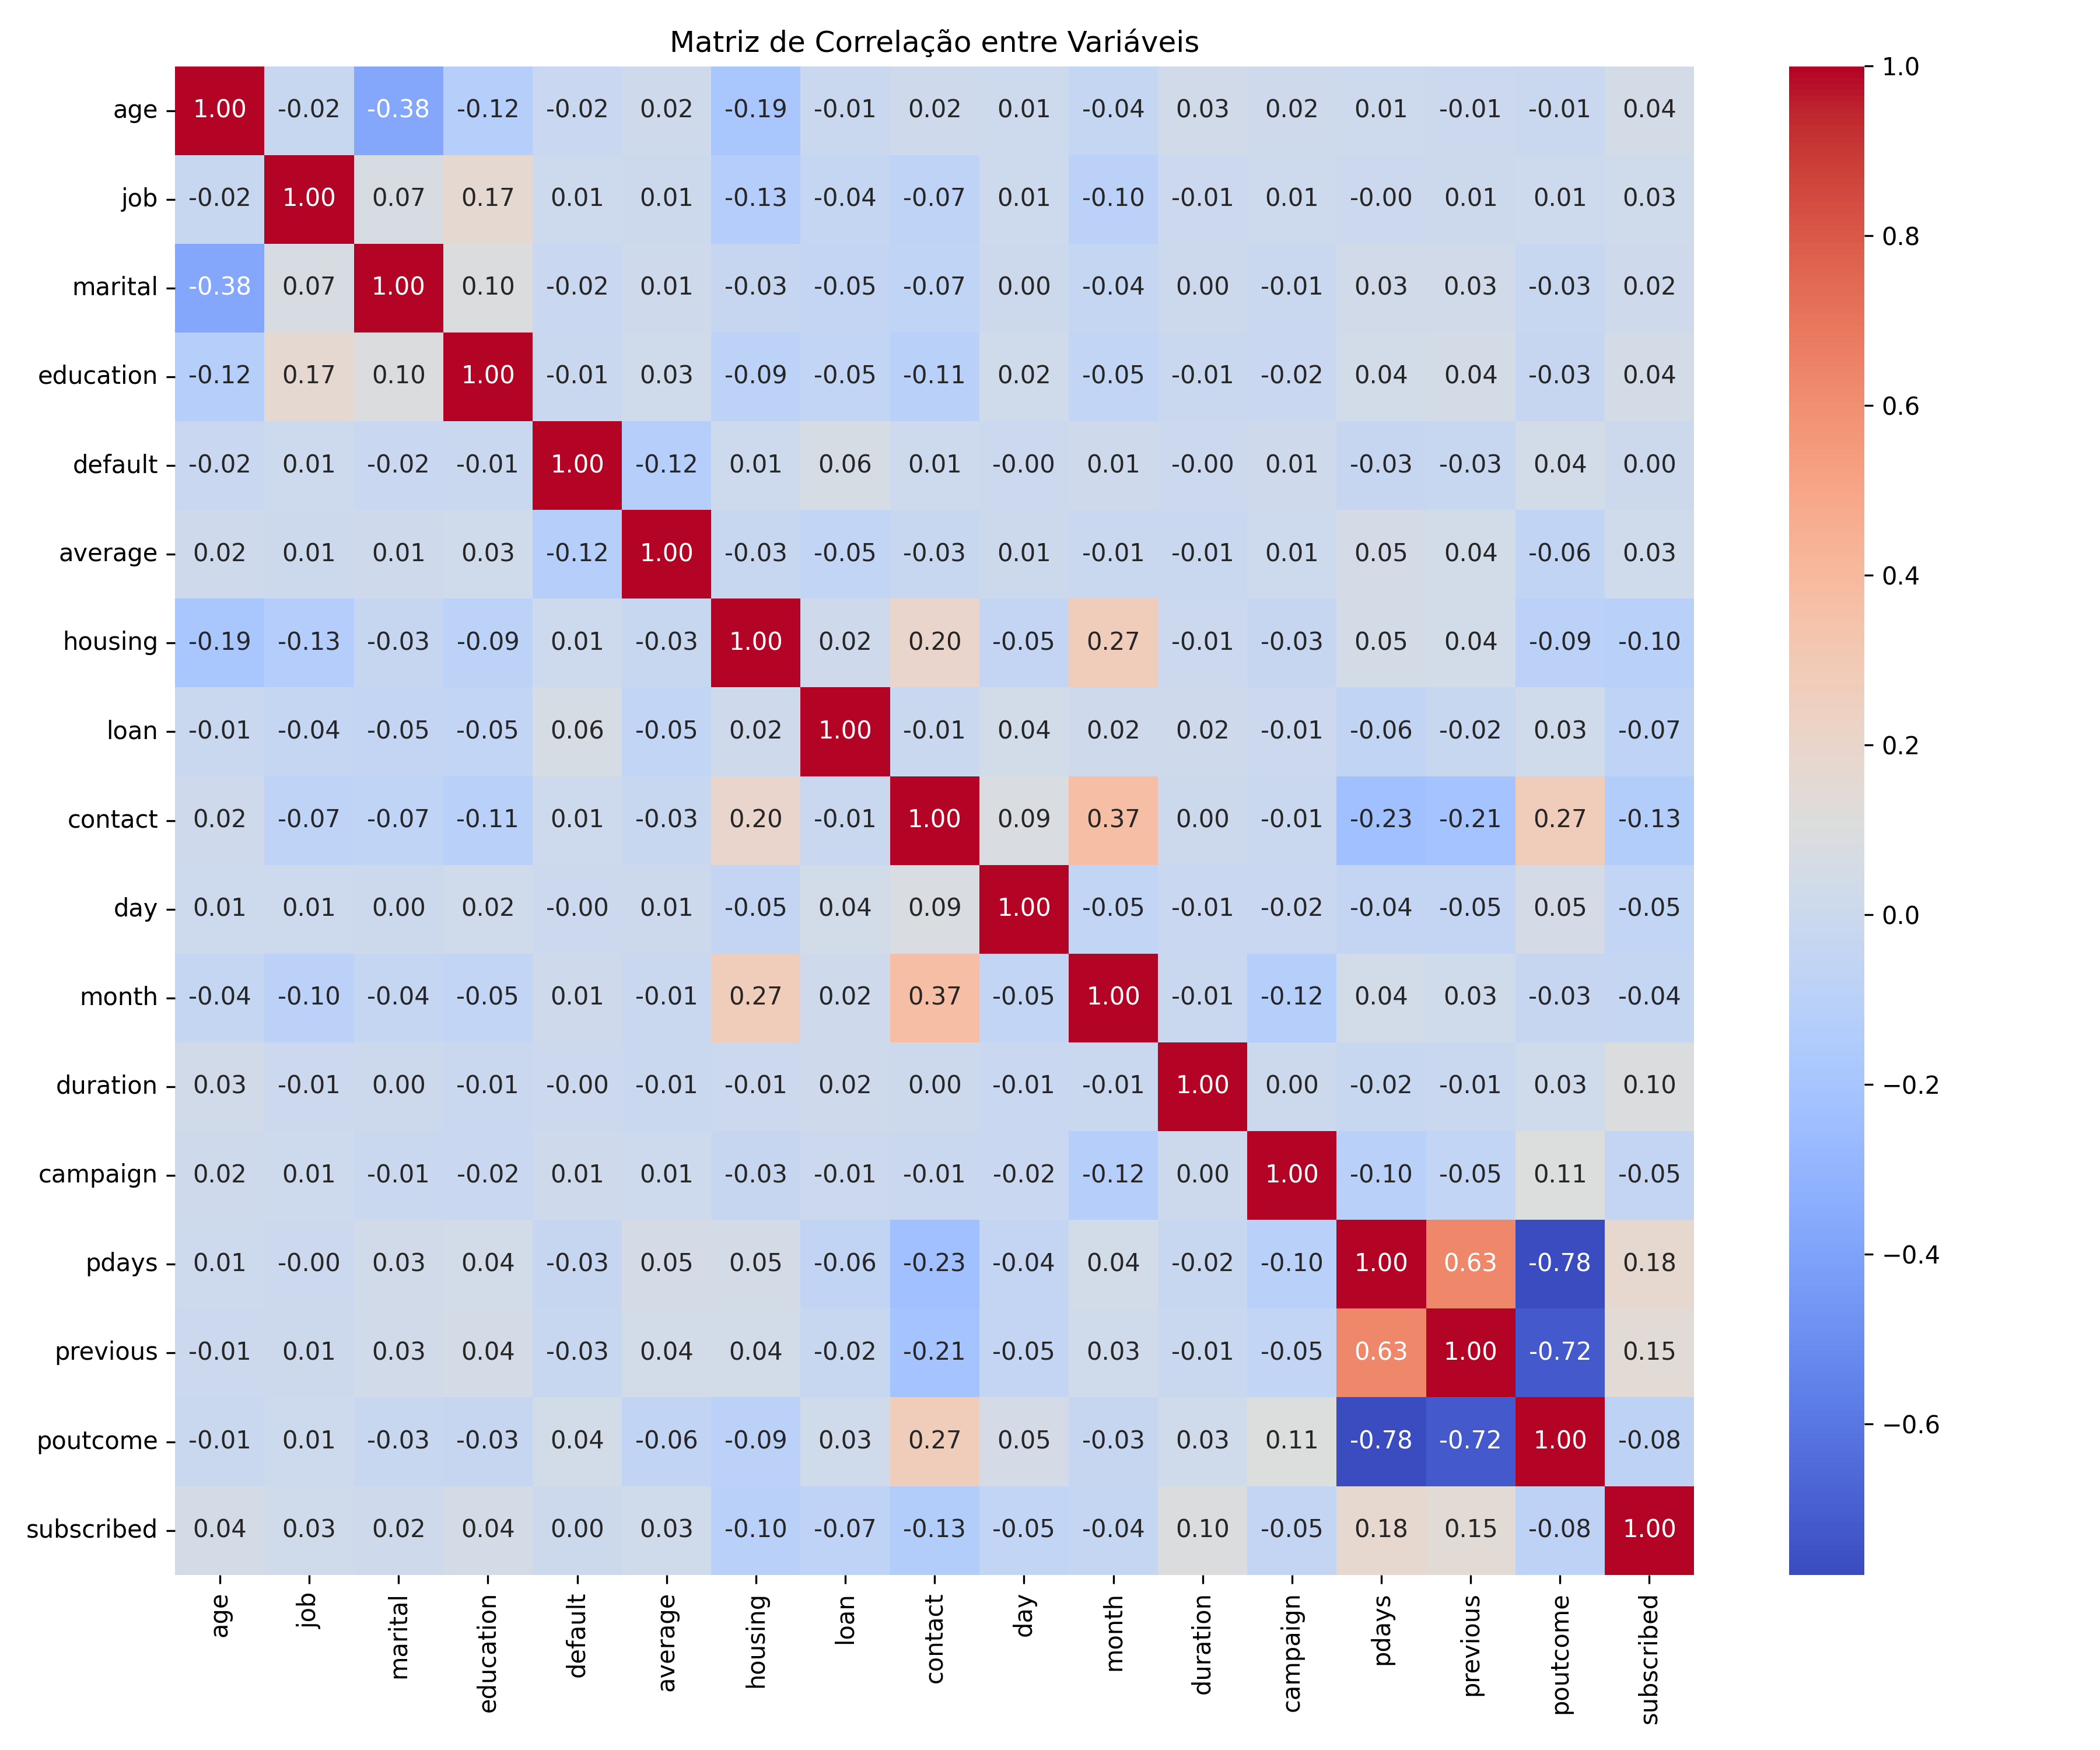 Matriz de Correlação entre Variáveis
age 1.00 -0.02 -0.38 -0.12 -0.02 0.02 -0.19 -0.01 0.02 0.01 -0.04 0.03 0.02 0.01 -0.01 -0.01 0.04
job -0.02 1.00 0.07 0.17 0.01 0.01 -0.13 -0.04 -0.07 0.01 -0.10 -0.01 0.01 -0.00 0.01 0.01 0.03
marital -0.38 0.07 1.00 0.10 -0.02 0.01 -0.03 -0.05 -0.07 0.00 -0.04 0.00 -0.01 0.03 0.03 -0.03 0.02
education -0.12 0.17 0.10 1.00 -0.01 0.03 -0.09 -0.05 -0.11 0.02 -0.05 -0.01 -0.02 0.04 0.04 -0.03 0.04
default -0.02 0.01 -0.02 -0.01 1.00 -0.12 0.01 0.06 0.01 -0.00 0.01 -0.00 0.01 -0.03 -0.03 0.04 0.00
average 0.02 0.01 0.01 0.03 -0.12 1.00 -0.03 -0.05 -0.03 0.01 -0.01 -0.01 0.01 0.05 0.04 -0.06 0.03
housing -0.19 -0.13 -0.03 -0.09 0.01 -0.03 1.00 0.02 0.20 -0.05 0.27 -0.01 -0.03 0.05 0.04 -0.09 -0.10
loan -0.01 -0.04 -0.05 -0.05 0.06 -0.05 0.02 1.00 -0.01 0.04 0.02 0.02 -0.01 -0.06 -0.02 0.03 -0.07
contact 0.02 -0.07 -0.07 -0.11 0.01 -0.03 0.20 -0.01 1.00 0.09 0.37 0.00 -0.01 -0.23 -0.21 0.27 -0.13
day 0.01 0.01 0.00 0.02 -0.00 0.01 -0.05 0.04 0.09 1.00 -0.05 -0.01 -0.02 -0.04 -0.05 0.05 -0.05
month -0.04 -0.10 -0.04 -0.05 0.01 -0.01 0.27 0.02 0.37 -0.05 1.00 -0.01 -0.12 0.04 0.03 -0.03 -0.04
duration 0.03 -0.01 0.00 -0.01 -0.00 -0.01 -0.01 0.02 0.00 -0.01 -0.01 1.00 0.00 -0.02 -0.01 0.03 0.10
campaign 0.02 0.01 -0.01 -0.02 0.01 0.01 -0.03 -0.01 -0.01 -0.02 -0.12 0.00 1.00 -0.10 -0.05 0.11 -0.05
pdays 0.01 -0.00 0.03 0.04 -0.03 0.05 0.05 -0.06 -0.23 -0.04 0.04 -0.02 -0.10 1.00 0.63 -0.78 0.18
previous -0.01 0.01 0.03 0.04 -0.03 0.04 0.04 -0.02 -0.21 -0.05 0.03 -0.01 -0.05 0.63 1.00 -0.72 0.15
poutcome -0.01 0.01 -0.03 -0.03 0.04 -0.06 -0.09 0.03 0.27 0.05 -0.03 0.03 0.11 -0.78 -0.72 1.00 -0.08
subscribed 0.04 0.03 0.02 0.04 0.00 0.03 -0.10 -0.07 -0.13 -0.05 -0.04 0.10 -0.05 0.18 0.15 -0.08 1.00
age job marital education default average housing loan contact day month duration campaign pdays previous poutcome subscribed
1.0
0.8
0.6
0.4
0.2
0.0
−0.2
−0.4
−0.6